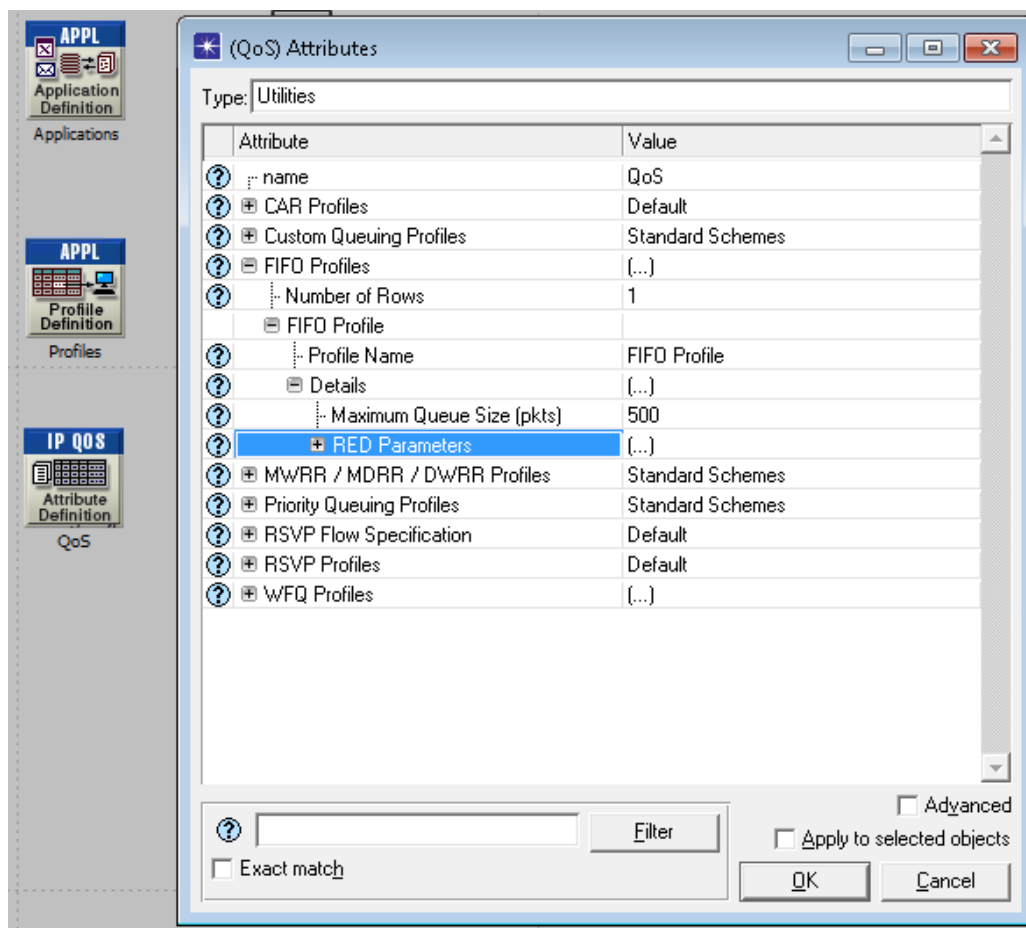 APPL
Application
Definition
Applications
APPL
Profiile
Definition
Profiles
IP QOS
Attribute
Definition
QoS
(QoS) Attributes
Type: Utilities
Attribute Value
name QoS
CAR Profiles Default
Custom Queuing Profiles Standard Schemes
FIFO Profiles (...)
Number of Rows 1
FIFO Profile
Profile Name FIFO Profile
Details (...)
Maximum Queue Size (pkts) 500
RED Parameters (...)
MWRR / MDRR / DWRR Profiles Standard Schemes
Priority Queuing Profiles Standard Schemes
RSVP Flow Specification Default
RSVP Profiles Default
WFQ Profiles (...)
Advanced
Filter
Apply to selected objects
Exact match
OK Cancel